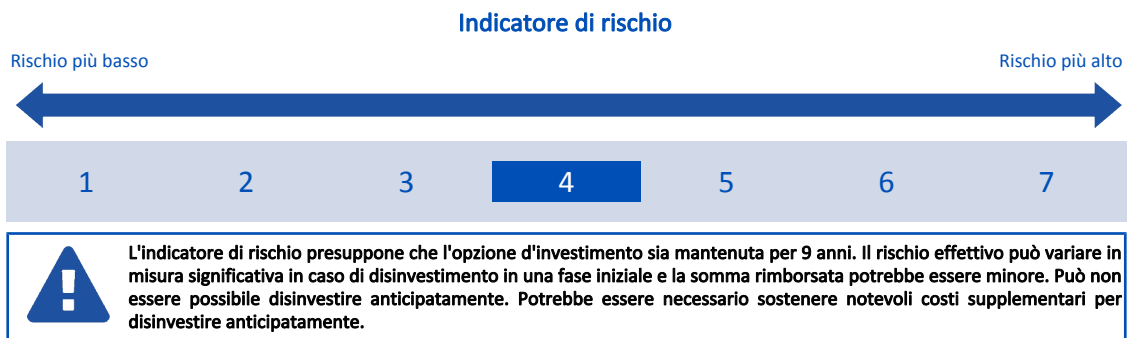 Indicatore di rischio
Rischio più basso Rischio più alto
1 2 3 4 5 6 7
L'indicatore di rischio presuppone che l'opzione d'investimento sia mantenuta per 9 anni. Il rischio effettivo può variare in
misura significativa in caso di disinvestimento in una fase iniziale e la somma rimborsata potrebbe essere minore. Può non
essere possibile disinvestire anticipatamente. Potrebbe essere necessario sostenere notevoli costi supplementari per
disinvestire anticipatamente.